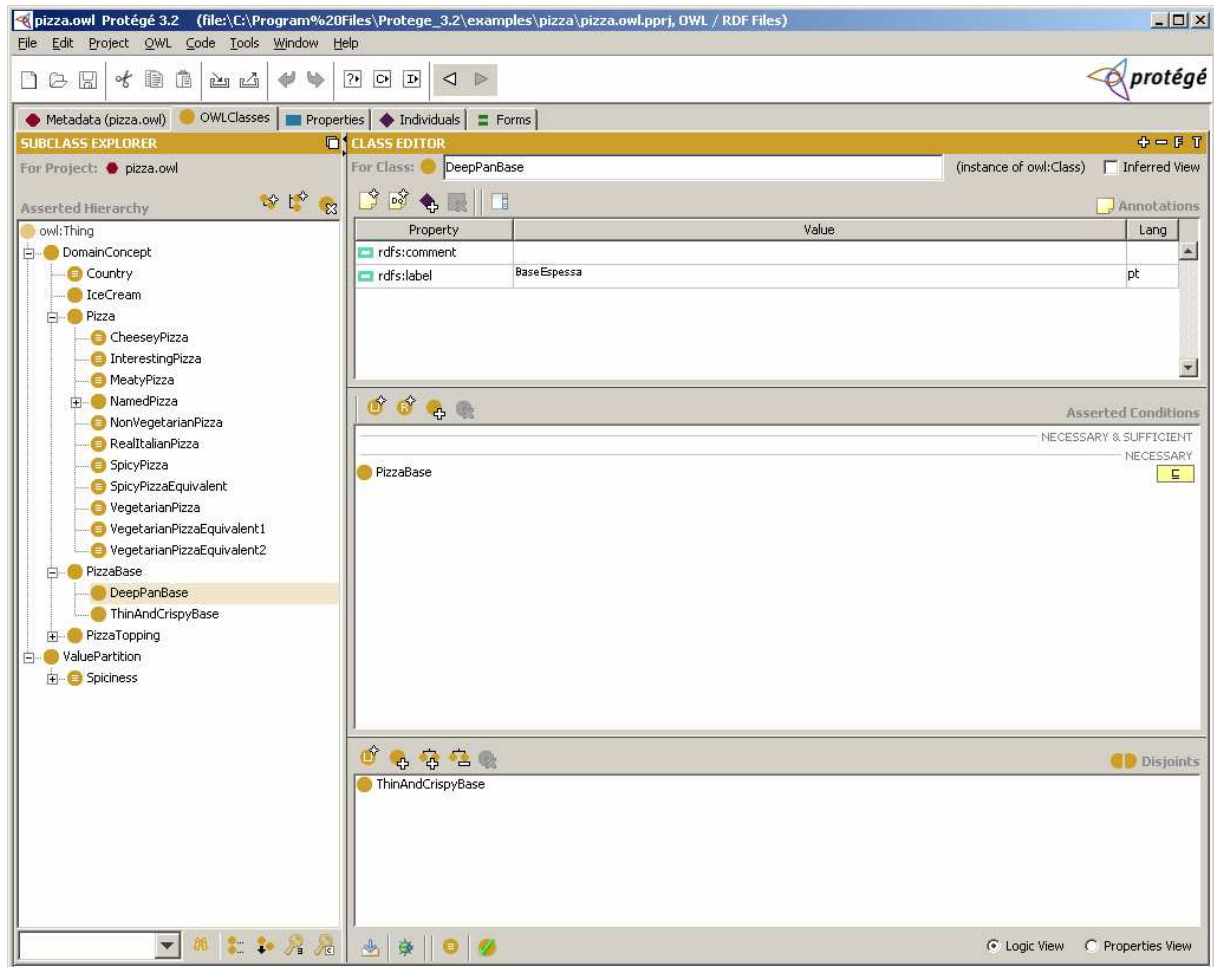 pizza.owl Protégé 3.2 (file:\C:\Program%20Files\Protege_3.2\examples\pizza\pizza.owl.pprj, OWL / RDF Files)
File Edit Project OWL Code Tools Window Help
protégé
Metadata (pizza.owl) OWLClasses Properties Individuals Forms
SUBCLASS EXPLORER
For Project: pizza.owl
Asserted Hierarchy
owl:Thing
DomainConcept
Country
IceCream
Pizza
CheeseyPizza
InterestingPizza
MeatyPizza
NamedPizza
NonVegetarianPizza
RealItalianPizza
SpicyPizza
SpicyPizzaEquivalent
VegetarianPizza
VegetarianPizzaEquivalent1
VegetarianPizzaEquivalent2
PizzaBase
DeepPanBase
ThinAndCrispyBase
PizzaTopping
ValuePartition
Spiciness
CLASS EDITOR
For Class: DeepPanBase (instance of owl:Class) Inferred View
Annotations
Property Value Lang
rdfs:comment
rdfs:label BaseEspessa pt
Asserted Conditions
NECESSARY & SUFFICIENT
NECESSARY
PizzaBase ⊑
Disjoints
ThinAndCrispyBase
Logic View Properties View